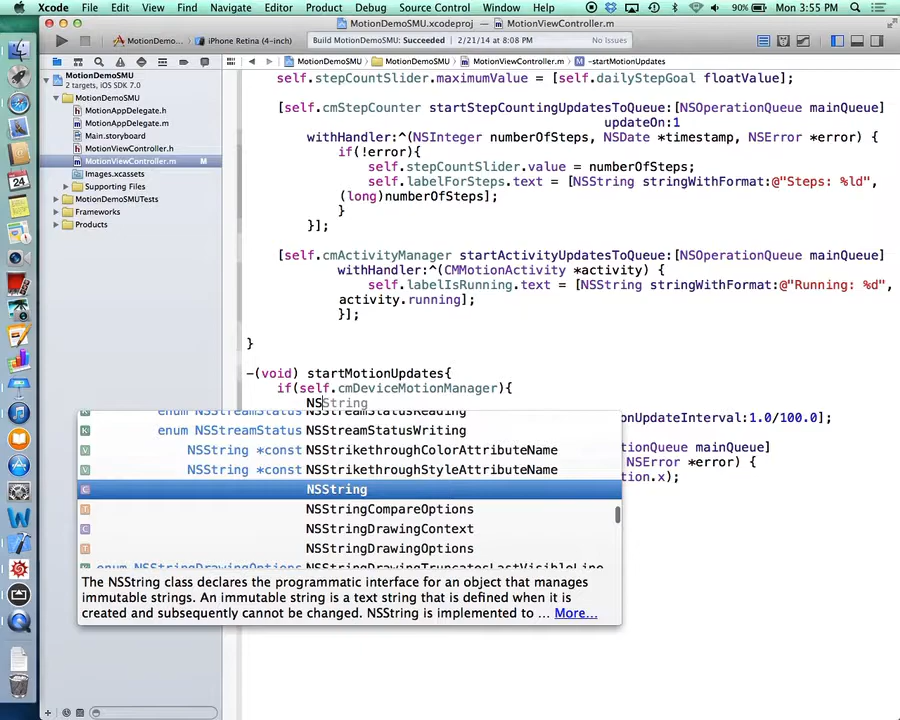 Xcode File Edit View Find Navigate Editor Product Debug Source Control Window Help 90% Mon 3:55 PM
MotionDemoSMU.xcodeproj — MotionViewController.m
MotionDemo... iPhone Retina (4-inch) Build MotionDemoSMU: Succeeded 2/21/14 at 8:08 PM No Issues
MotionDemoSMU MotionDemoSMU MotionViewController.m M -startMotionUpdates
MotionDemoSMU
2 targets, iOS SDK 7.0
MotionDemoSMU
MotionAppDelegate.h
MotionAppDelegate.m
Main.storyboard
MotionViewController.h
MotionViewController.m M
Images.xcassets
Supporting Files
MotionDemoSMUTests
Frameworks
Products
24
self.stepCountSlider.maximumValue = [self.dailyStepGoal floatValue];
[self.cmStepCounter startStepCountingUpdatesToQueue:[NSOperationQueue mainQueue]
updateOn:1
withHandler:^(NSInteger numberOfSteps, NSDate *timestamp, NSError *error) {
if(!error){
self.stepCountSlider.value = numberOfSteps;
self.labelForSteps.text = [NSString stringWithFormat:@"Steps: %ld",
(long)numberOfSteps];
}
}];
[self.cmActivityManager startActivityUpdatesToQueue:[NSOperationQueue mainQueue]
withHandler:^(CMMotionActivity *activity) {
self.labelIsRunning.text = [NSString stringWithFormat:@"Running: %d",
activity.running];
}];
}
-(void) startMotionUpdates{
if(self.cmDeviceMotionManager){
NSString
onUpdateInterval:1.0/100.0];
ionQueue mainQueue]
NSError *error) {
tion.x);
enum NSStreamStatus NSStreamStatusReading
K enum NSStreamStatus NSStreamStatusWriting
V NSString *const NSStrikethroughColorAttributeName
V NSString *const NSStrikethroughStyleAttributeName
C NSString
T NSStringCompareOptions
C NSStringDrawingContext
T NSStringDrawingOptions
enum NSStringDrawingOptions NSStringDrawingTruncatesLastVisibleLine
The NSString class declares the programmatic interface for an object that manages
immutable strings. An immutable string is a text string that is defined when it is
created and subsequently cannot be changed. NSString is implemented to ... More...